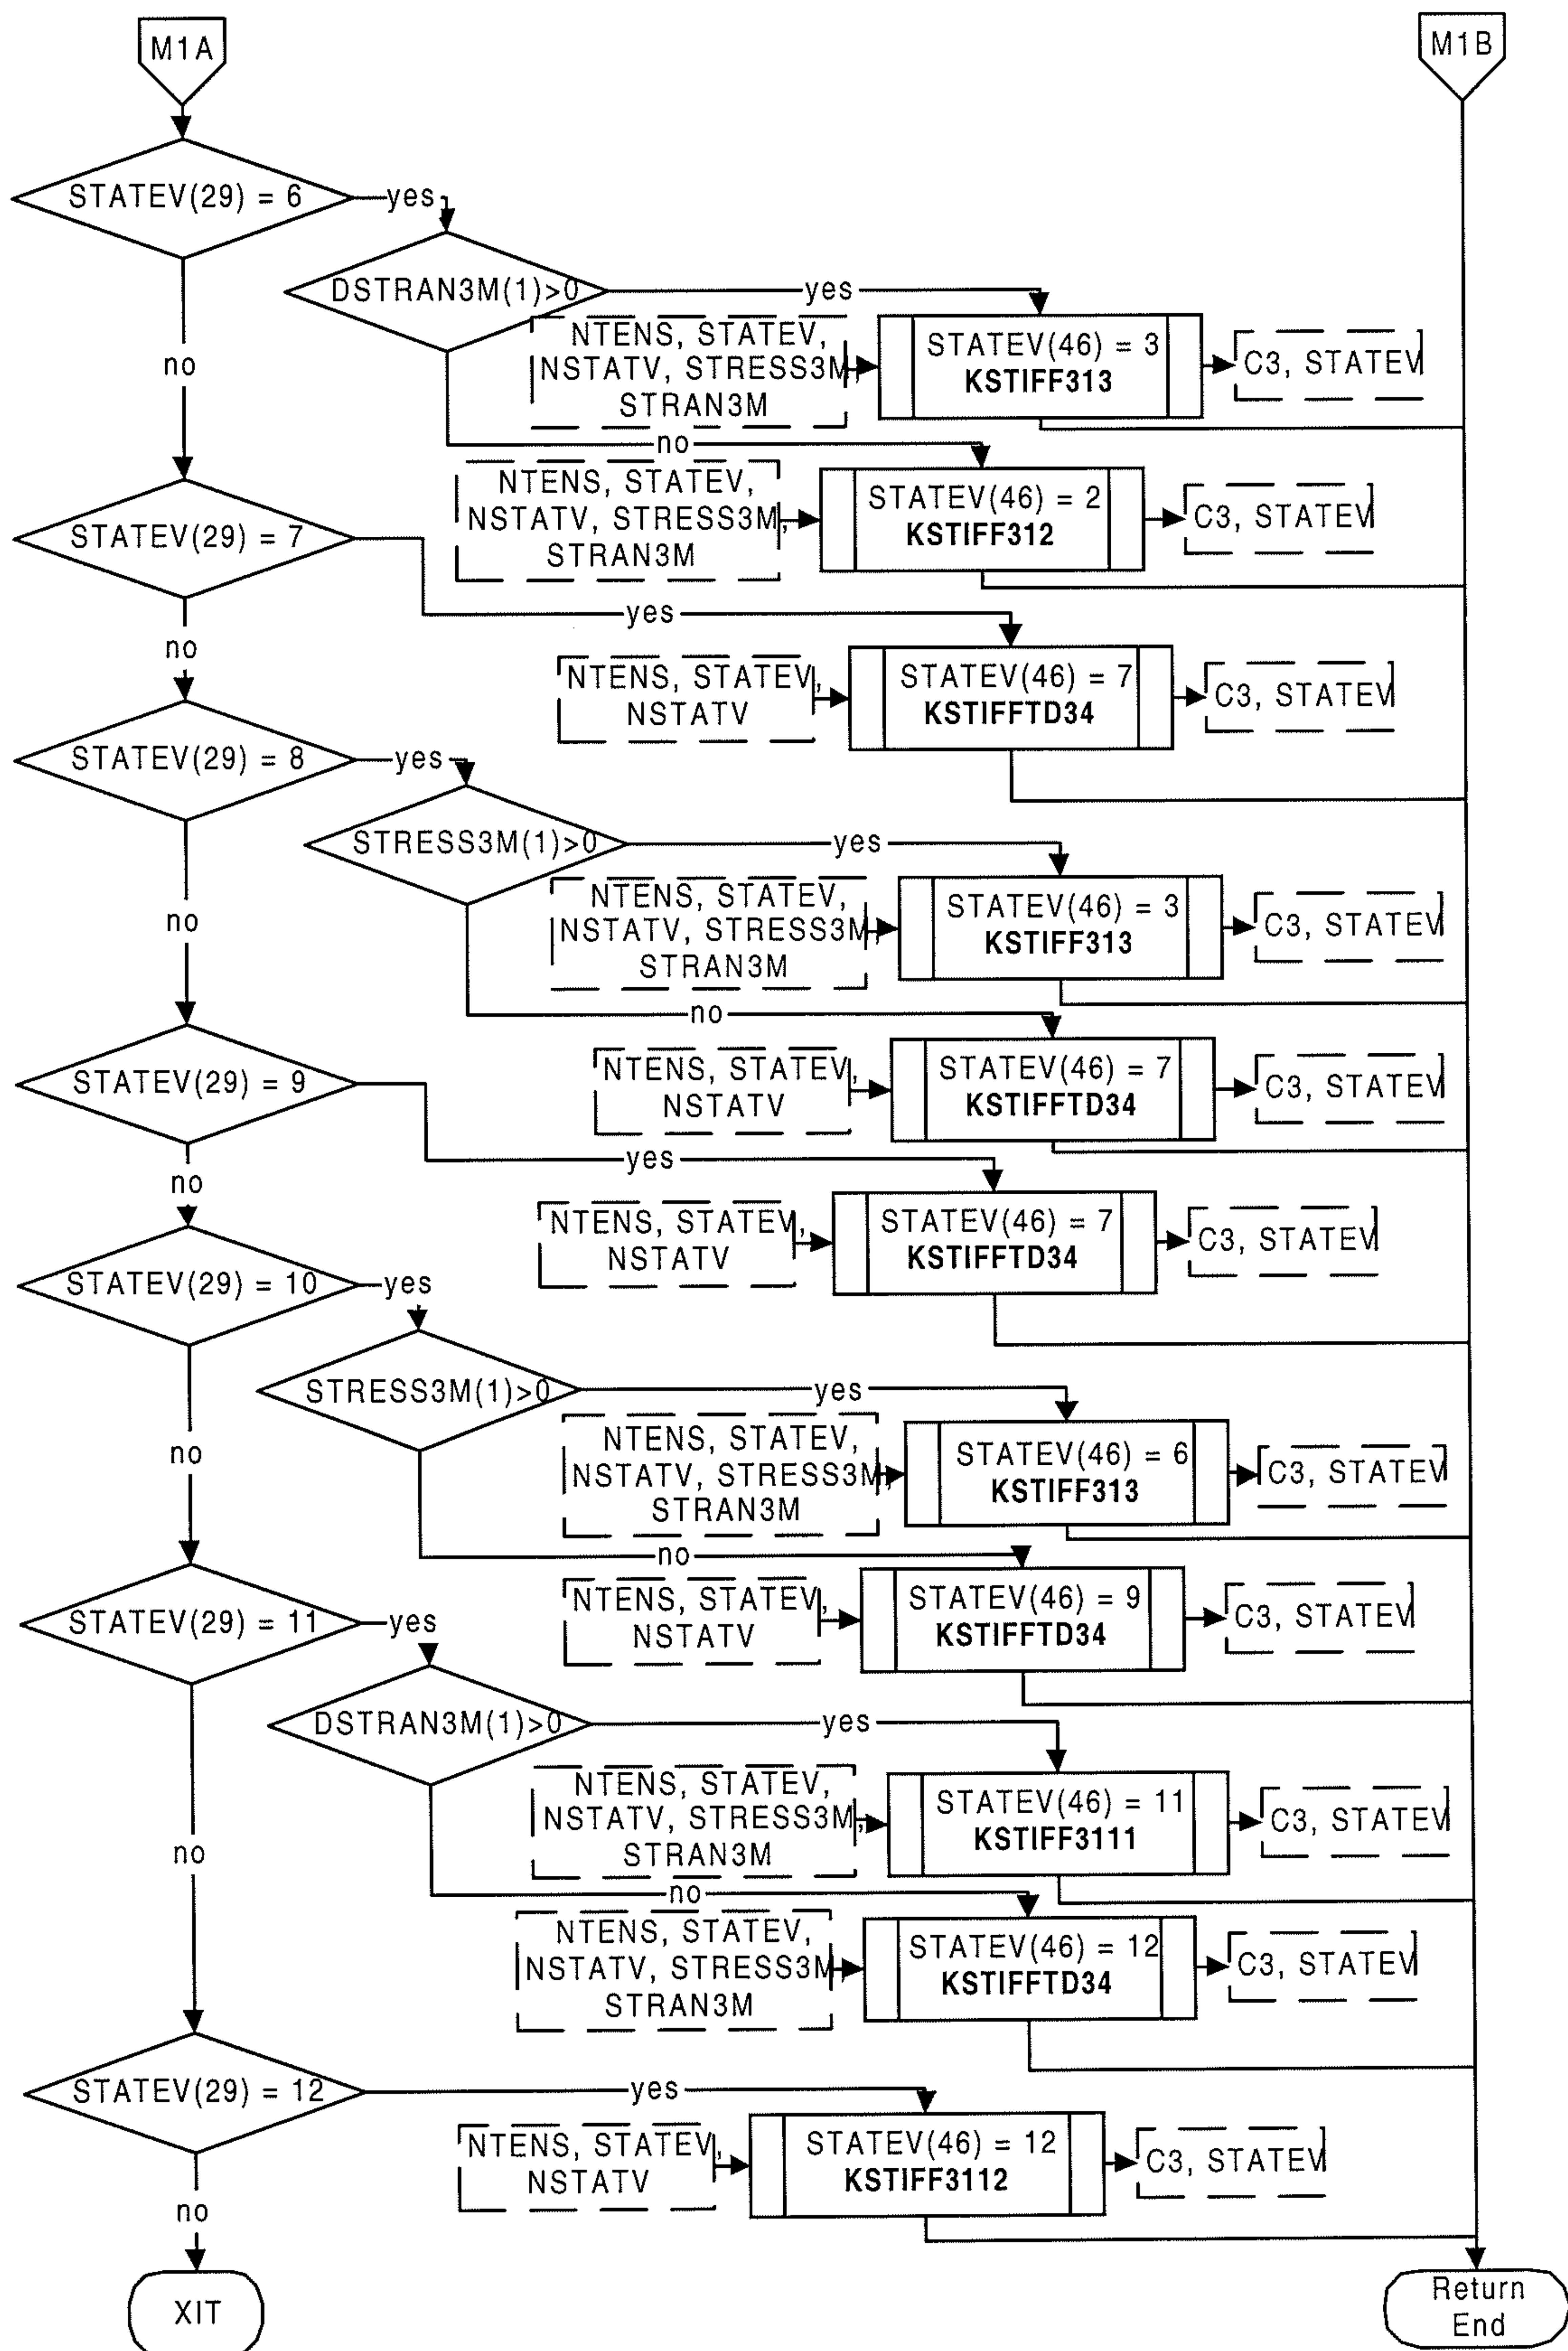 M1A
M1B
STATEV(29) = 6
yes
DSTRAN3M(1)>0
yes
NTENS, STATEV,
NSTATV, STRESS3M,
STRAN3M
STATEV(46) = 3
KSTIFF313
C3, STATEV
no
no
NTENS, STATEV,
NSTATV, STRESS3M,
STRAN3M
STATEV(46) = 2
KSTIFF312
C3, STATEV
STATEV(29) = 7
yes
no
NTENS, STATEV,
NSTATV
STATEV(46) = 7
KSTIFFTD34
C3, STATEV
STATEV(29) = 8
yes
STRESS3M(1)>0
yes
NTENS, STATEV,
NSTATV, STRESS3M,
STRAN3M
STATEV(46) = 3
KSTIFF313
C3, STATEV
no
no
NTENS, STATEV,
NSTATV
STATEV(46) = 7
KSTIFFTD34
C3, STATEV
STATEV(29) = 9
yes
no
NTENS, STATEV,
NSTATV
STATEV(46) = 7
KSTIFFTD34
C3, STATEV
STATEV(29) = 10
yes
STRESS3M(1)>0
yes
NTENS, STATEV,
NSTATV, STRESS3M,
STRAN3M
STATEV(46) = 6
KSTIFF313
C3, STATEV
no
no
NTENS, STATEV,
NSTATV
STATEV(46) = 9
KSTIFFTD34
C3, STATEV
STATEV(29) = 11
yes
DSTRAN3M(1)>0
yes
NTENS, STATEV,
NSTATV, STRESS3M,
STRAN3M
STATEV(46) = 11
KSTIFF3111
C3, STATEV
no
no
NTENS, STATEV,
NSTATV, STRESS3M,
STRAN3M
STATEV(46) = 12
KSTIFFTD34
C3, STATEV
STATEV(29) = 12
yes
NTENS, STATEV,
NSTATV
STATEV(46) = 12
KSTIFF3112
C3, STATEV
no
XIT
Return
End